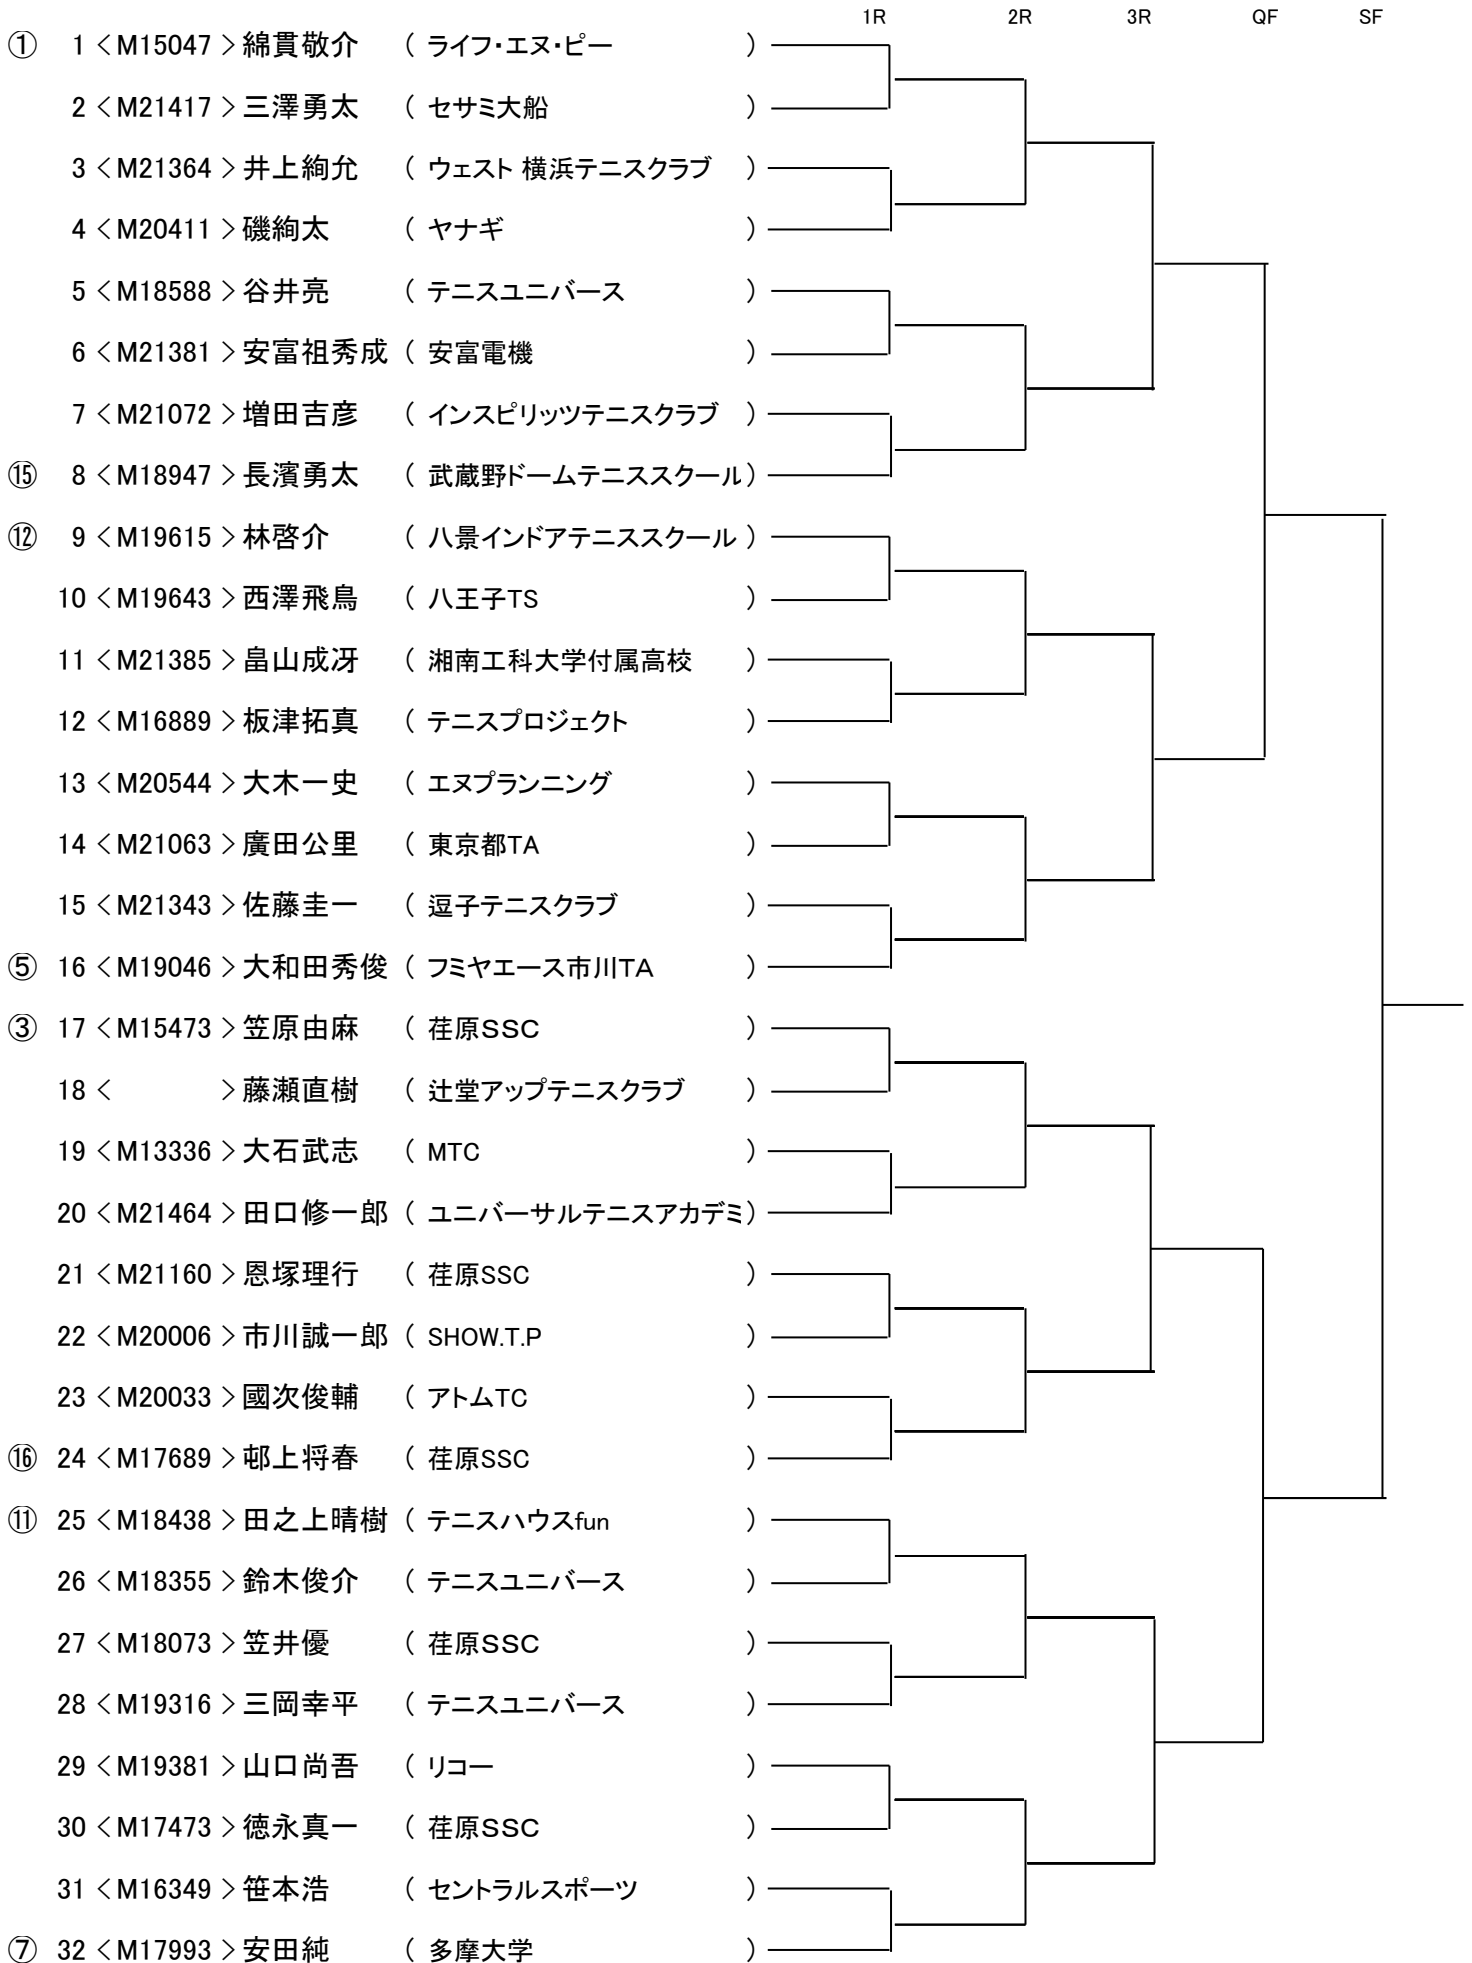 1R 2R 3R QF SF
① 1 <M15047 >綿貫敬介 ( ライフ・エヌ・ピー )
2 <M21417 >三澤勇太 ( セサミ大船 )
3 <M21364 >井上絢允 ( ウェスト 横浜テニスクラブ )
4 <M20411 >磯絢太 ( ヤナギ )
5 <M18588 >谷井亮 ( テニスユニバース )
6 <M21381 >安富祖秀成 ( 安富電機 )
7 <M21072 >増田吉彦 ( インスピリッツテニスクラブ )
⑮ 8 <M18947 >長濱勇太 ( 武蔵野ドームテニススクール )
⑫ 9 <M19615 >林啓介 ( 八景インドアテニススクール )
10 <M19643 >西澤飛鳥 ( 八王子TS )
11 <M21385 >畠山成冴 ( 湘南工科大学付属高校 )
12 <M16889 >板津拓真 ( テニスプロジェクト )
13 <M20544 >大木一史 ( エヌプランニング )
14 <M21063 >廣田公里 ( 東京都TA )
15 <M21343 >佐藤圭一 ( 逗子テニスクラブ )
⑤ 16 <M19046 >大和田秀俊 ( フミヤエース市川TA )
③ 17 <M15473 >笠原由麻 ( 荏原SSC )
18 < >藤瀬直樹 ( 辻堂アップテニスクラブ )
19 <M13336 >大石武志 ( MTC )
20 <M21464 >田口修一郎 ( ユニバーサルテニスアカデミ )
21 <M21160 >恩塚理行 ( 荏原SSC )
22 <M20006 >市川誠一郎 ( SHOW.T.P )
23 <M20033 >國次俊輔 ( アトムTC )
⑯ 24 <M17689 >邨上将春 ( 荏原SSC )
⑪ 25 <M18438 >田之上晴樹 ( テニスハウスfun )
26 <M18355 >鈴木俊介 ( テニスユニバース )
27 <M18073 >笠井優 ( 荏原SSC )
28 <M19316 >三岡幸平 ( テニスユニバース )
29 <M19381 >山口尚吾 ( リコー )
30 <M17473 >徳永真一 ( 荏原SSC )
31 <M16349 >笹本浩 ( セントラルスポーツ )
⑦ 32 <M17993 >安田純 ( 多摩大学 )